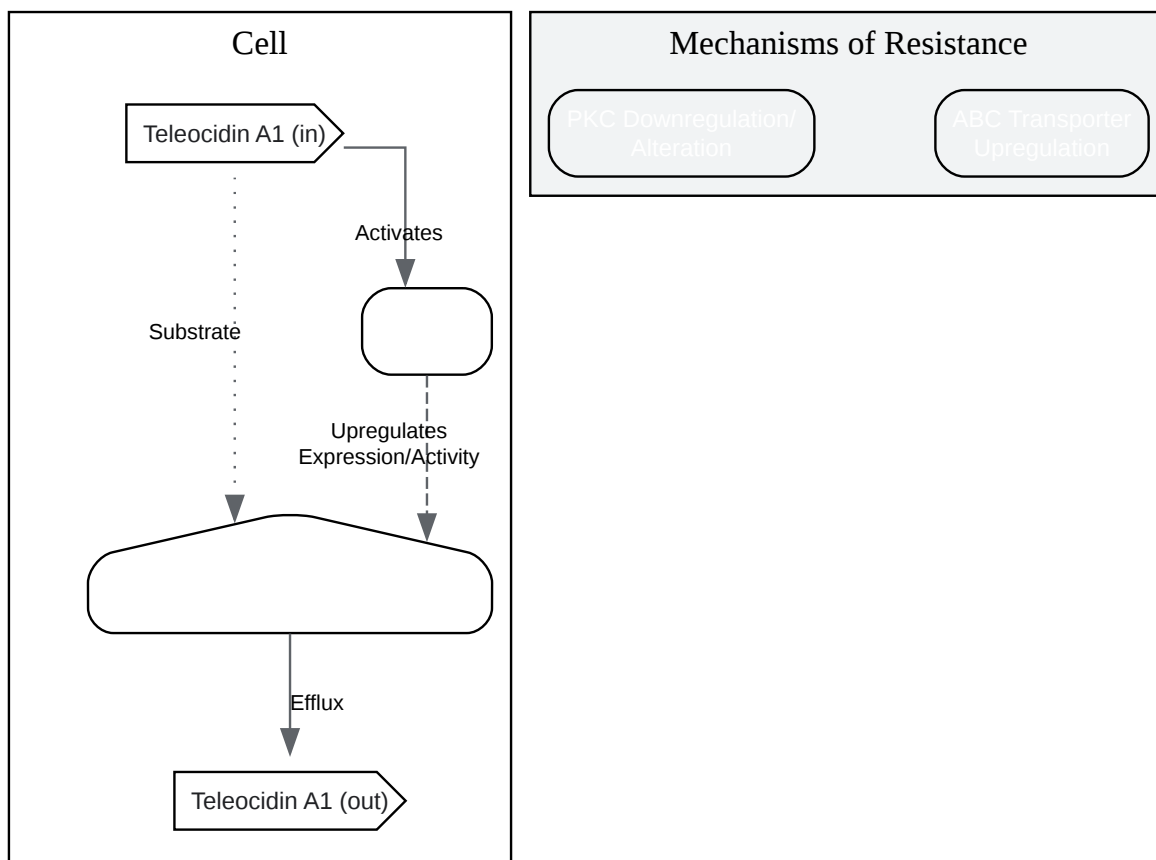 Cell
Teleocidin A1 (in)
Activates
Substrate
Upregulates
Expression/Activity
Efflux
Teleocidin A1 (out)
Mechanisms of Resistance
PKC Downregulation/
Alteration
ABC Transporter
Upregulation